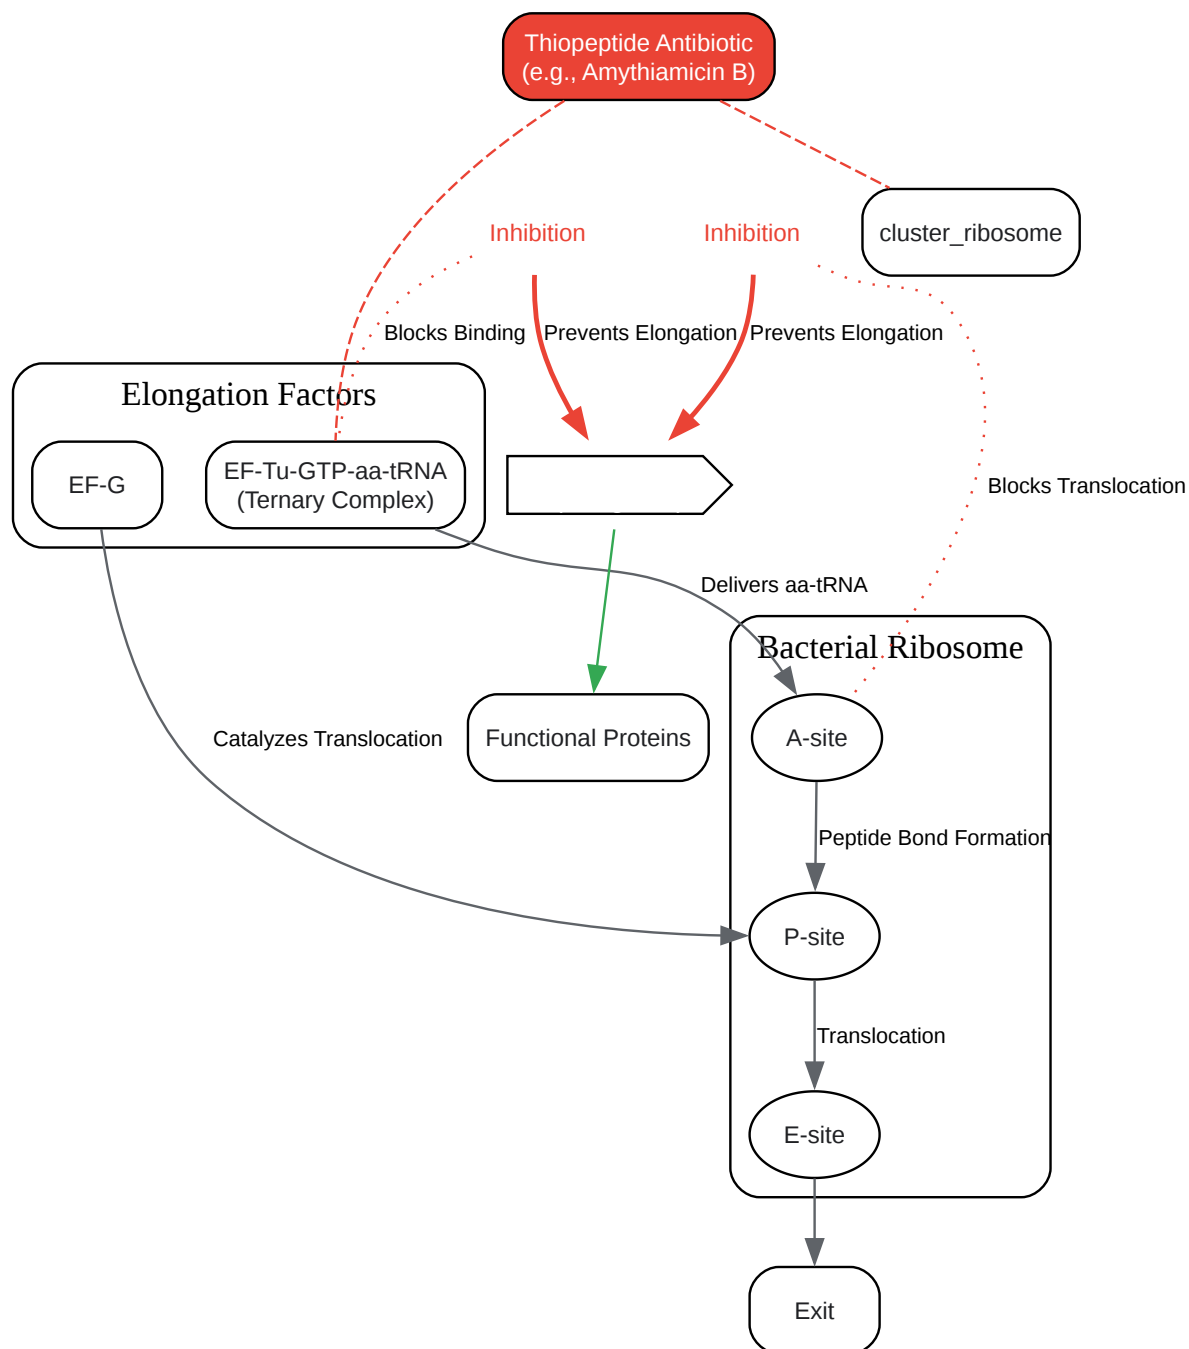 Thiopeptide Antibiotic
(e.g., Amythiamicin B)
Inhibition
Inhibition
cluster_ribosome
Blocks Binding
Prevents Elongation
Prevents Elongation
Elongation Factors
EF-G
EF-Tu-GTP-aa-tRNA
(Ternary Complex)
Blocks Translocation
Delivers aa-tRNA
Bacterial Ribosome
Catalyzes Translocation
Functional Proteins
A-site
Peptide Bond Formation
P-site
Translocation
E-site
Exit